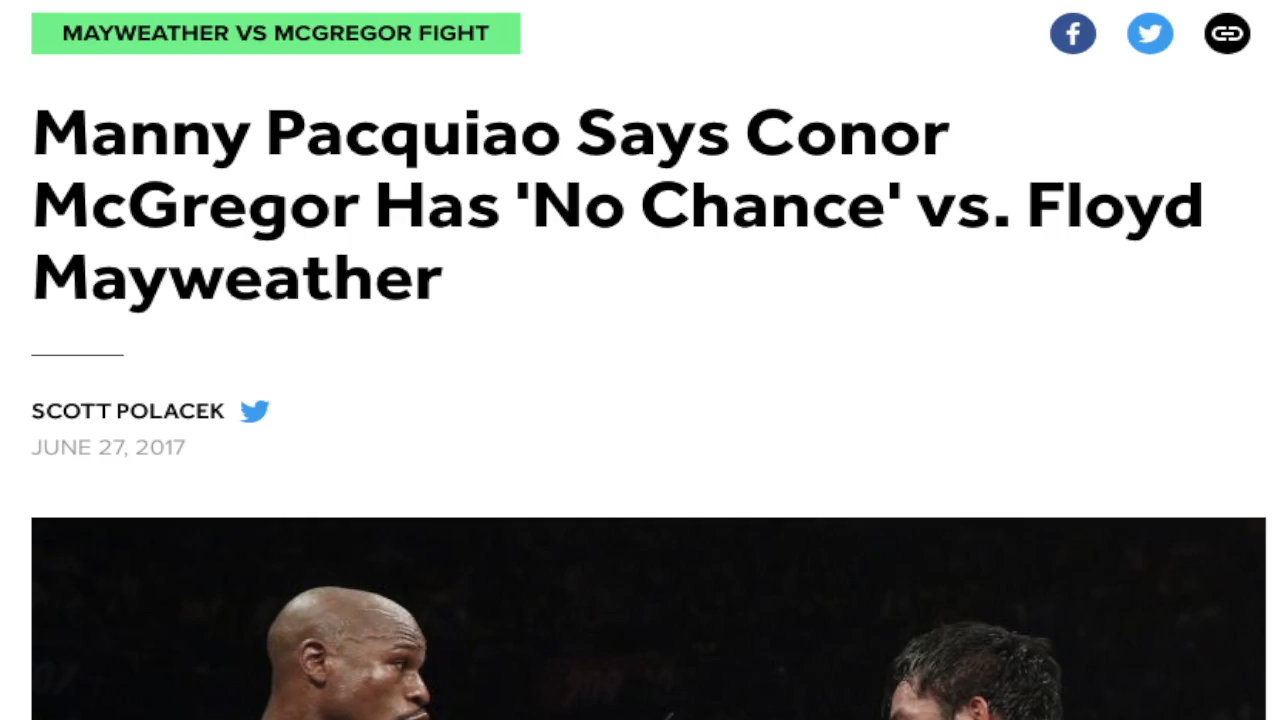 MAYWEATHER VS MCGREGOR FIGHT
Manny Pacquiao Says Conor
McGregor Has 'No Chance' vs. Floyd
Mayweather
SCOTT POLACEK
JUNE 27, 2017